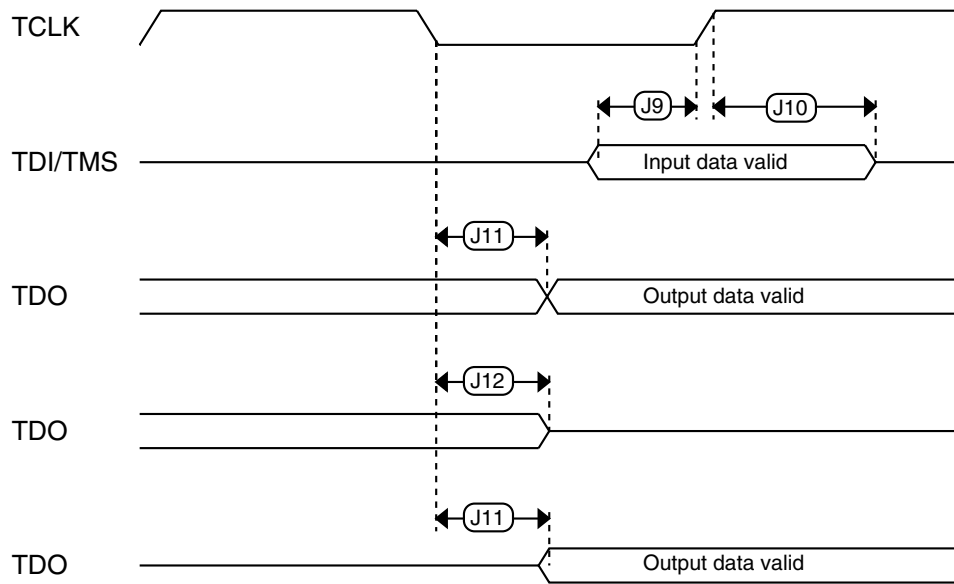 TCLK
J9
J10
TDI/TMS
Input data valid
J11
TDO
Output data valid
J12
TDO
J11
TDO
Output data valid